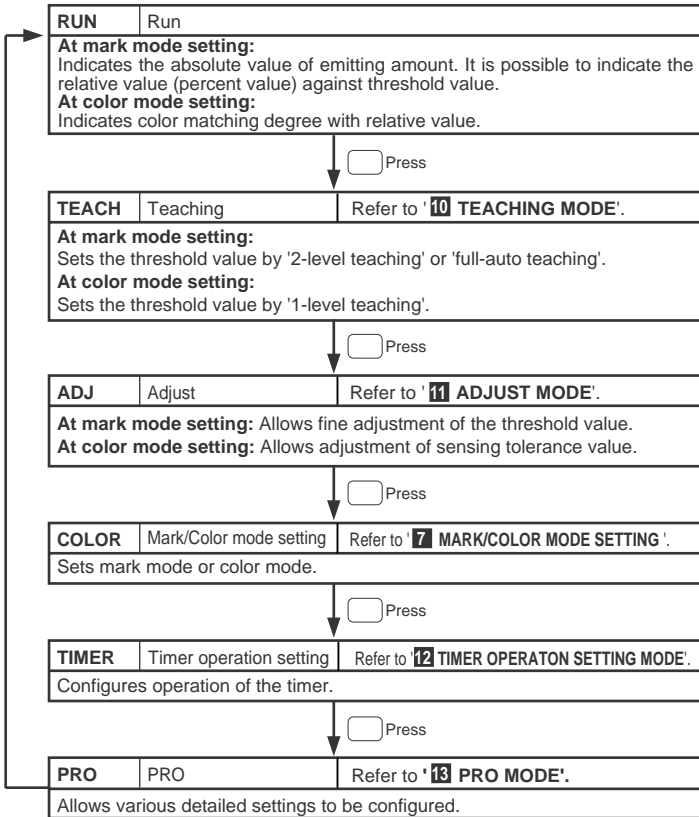 RUN Run
At mark mode setting:
Indicates the absolute value of emitting amount. It is possible to indicate the
relative value (percent value) against threshold value.
At color mode setting:
Indicates color matching degree with relative value.
Press
TEACH Teaching Refer to '10 TEACHING MODE'.
At mark mode setting:
Sets the threshold value by '2-level teaching' or 'full-auto teaching'.
At color mode setting:
Sets the threshold value by '1-level teaching'.
Press
ADJ Adjust Refer to '11 ADJUST MODE'.
At mark mode setting: Allows fine adjustment of the threshold value.
At color mode setting: Allows adjustment of sensing tolerance value.
Press
COLOR Mark/Color mode setting Refer to '7 MARK/COLOR MODE SETTING '.
Sets mark mode or color mode.
Press
TIMER Timer operation setting Refer to '12 TIMER OPERATON SETTING MODE'.
Configures operation of the timer.
Press
PRO PRO Refer to '13 PRO MODE'.
Allows various detailed settings to be configured.